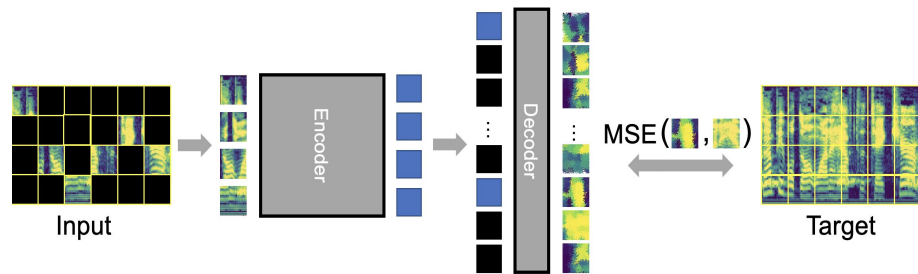 Input
Encoder
⋮
Decoder
⋮
MSE( , )
Target